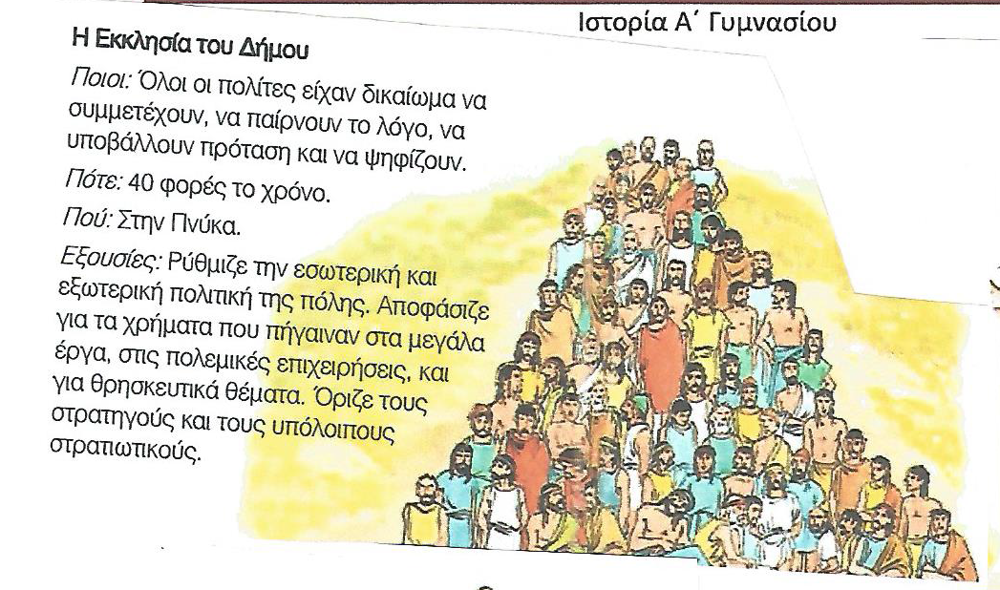 Ιστορία Α΄ Γυμνασίου
Η Εκκλησία του Δήμου
Ποιοι: Όλοι οι πολίτες είχαν δικαίωμα να
συμμετέχουν, να παίρνουν το λόγο, να
υποβάλλουν πρόταση και να ψηφίζουν.
Πότε: 40 φορές το χρόνο.
Πού: Στην Πνύκα.
Εξουσίες: Ρύθμιζε την εσωτερική και
εξωτερική πολιτική της πόλης. Αποφάσιζε
για τα χρήματα που πήγαιναν στα μεγάλα
έργα, στις πολεμικές επιχειρήσεις, και
για θρησκευτικά θέματα. Όριζε τους
στρατηγούς και τους υπόλοιπους
στρατιωτικούς.